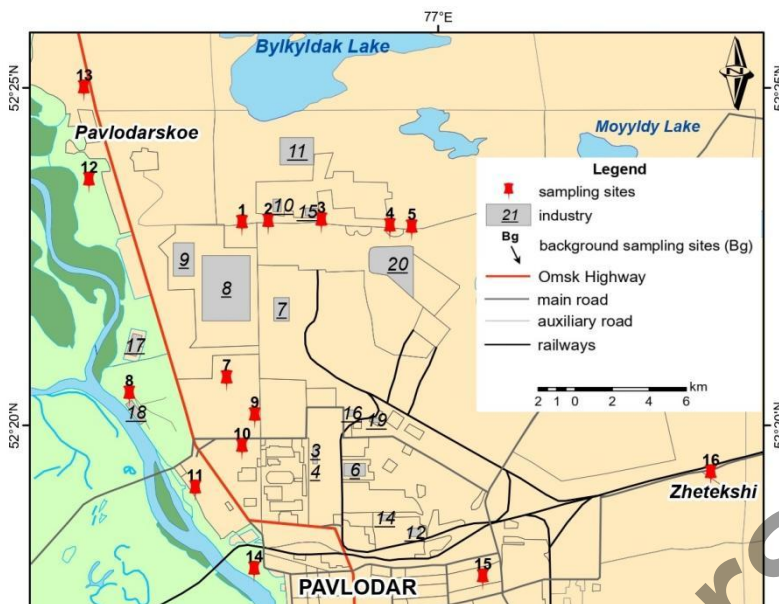 77°E
Bylkyldak Lake
52°25'N
52°25'N
13
Pavlodarskoe
Moyyldy Lake
11
12
Legend
sampling sites
21 industry
Bg background sampling sites (Bg)
Omsk Highway
main road
auxiliary road
railways
2 1 0 2 4 6 km
1 2 10 15 3 4 5
9
8
20
7
17
7
8
18
9
16 19
52°20'N
52°20'N
10
3
4
6
16
Zhetekshi
11
14
12
14
15
PAVLODAR